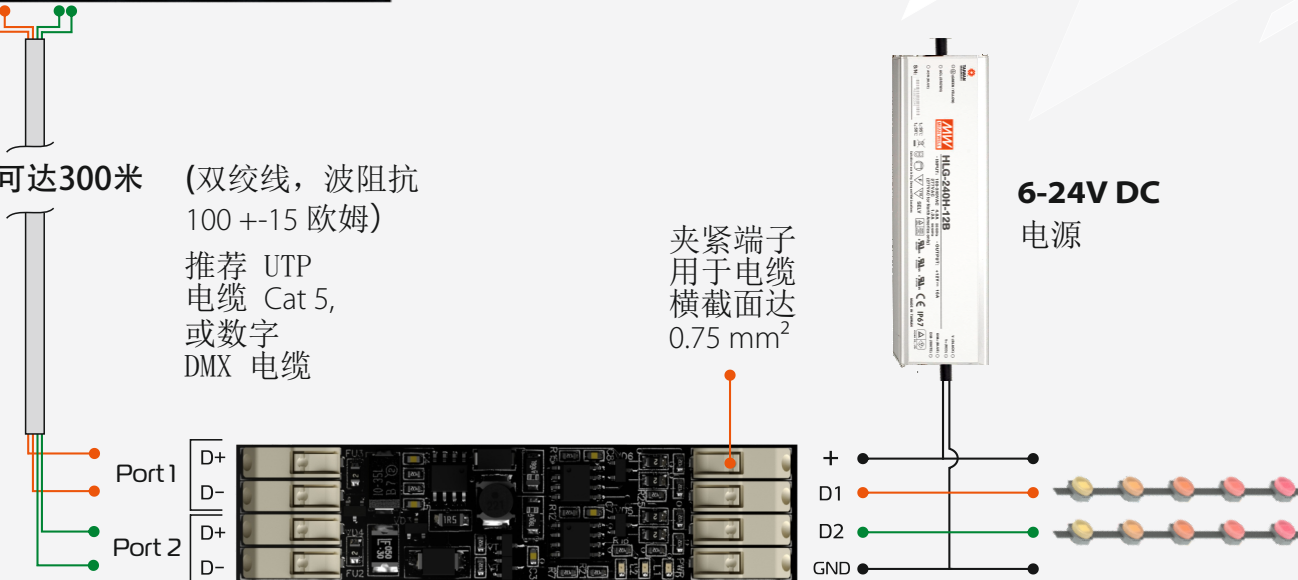 可达300米
(双绞线，波阻抗
100 +-15 欧姆)
推荐 UTP
电缆 Cat 5,
或数字
DMX 电缆
夹紧端子
用于电缆
横截面达
0.75 mm²
MW
HLG-240H-12B
IP67
6-24V DC
电源
Port1
D+
D-
Port 2
D+
D-
+
D1
D2
GND